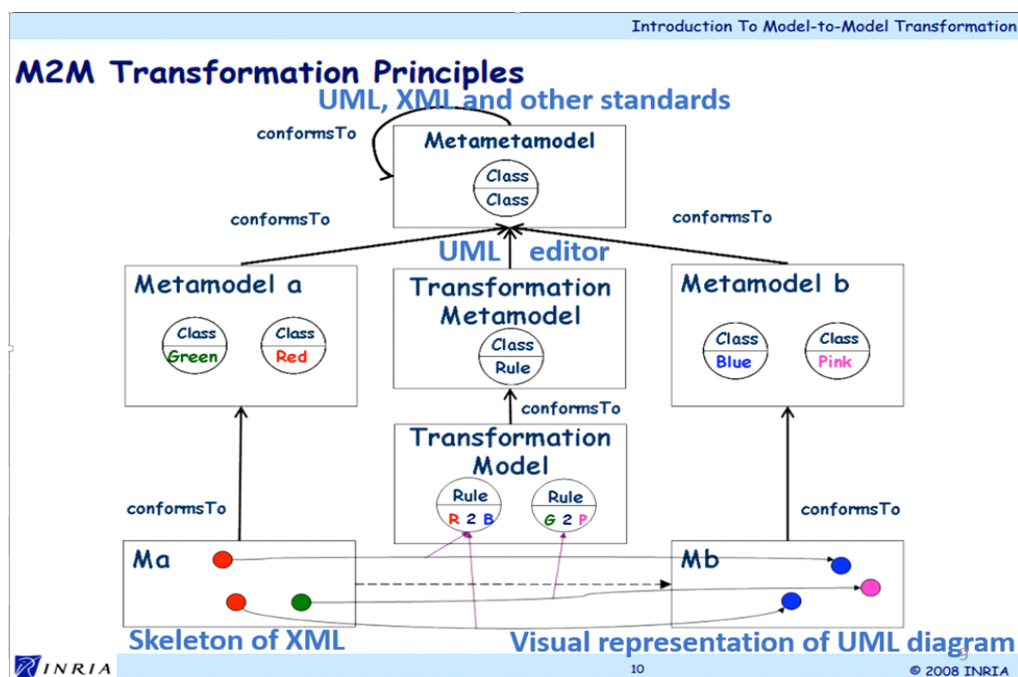 Introduction To Model-to-Model Transformation
M2M Transformation Principles
UML, XML and other standards
conformsTo
Metametamodel
Class
Class
conformsTo
conformsTo
UML editor
Metamodel a
Class
Green
Class
Red
Transformation
Metamodel
Class
Rule
Metamodel b
Class
Blue
Class
Pink
conformsTo
Transformation
Model
Rule
R 2 B
Rule
G 2 P
conformsTo
conformsTo
Ma
Mb
Skeleton of XML
Visual representation of UML diagram
9
INRIA
10
© 2008 INRIA